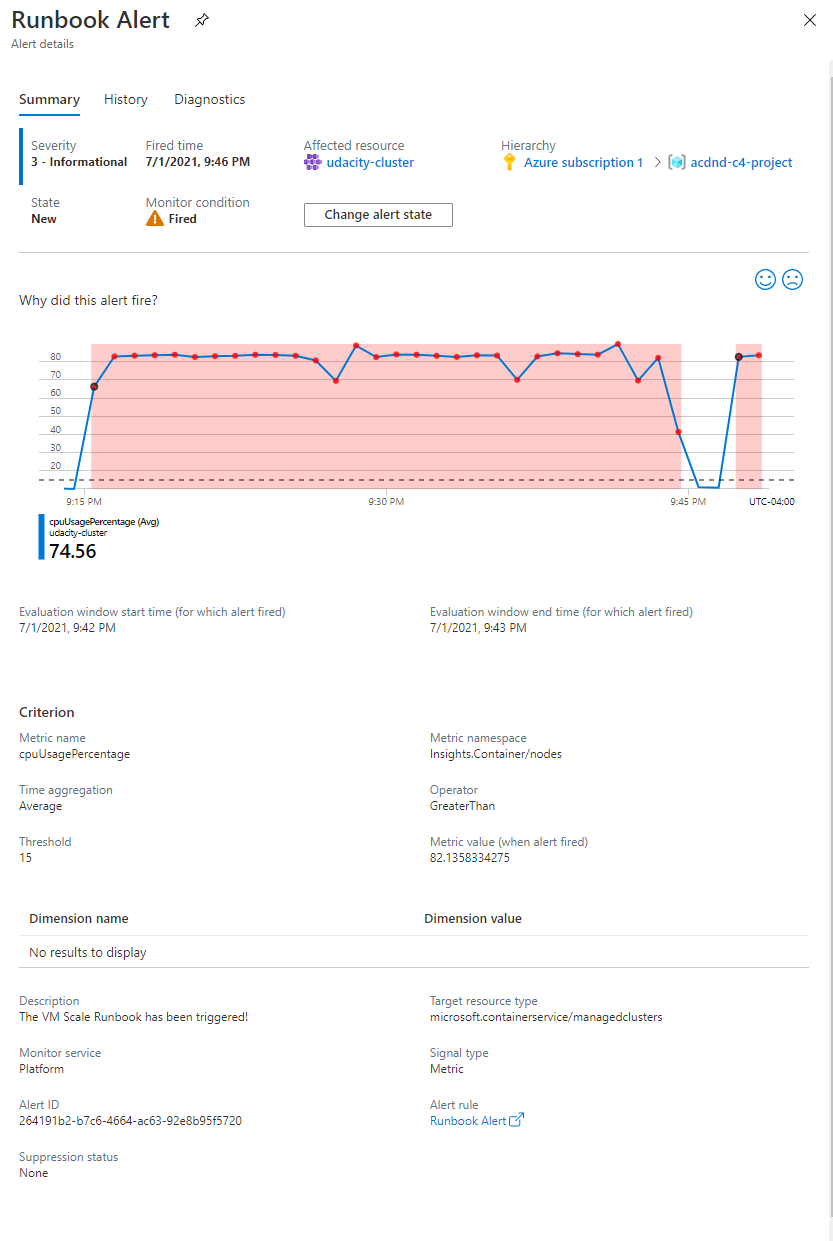 Runbook Alert
Alert details
Summary History Diagnostics
Severity Fired time Affected resource Hierarchy
3 - Informational 7/1/2021, 9:46 PM udacity-cluster Azure subscription 1 > acdnd-c4-project
State Monitor condition
New Fired Change alert state
Why did this alert fire?
80
70
60
50
40
30
20
9:15 PM 9:30 PM 9:45 PM UTC-04:00
cpuUsagePercentage (Avg)
udacity-cluster
74.56
Evaluation window start time (for which alert fired) Evaluation window end time (for which alert fired)
7/1/2021, 9:42 PM 7/1/2021, 9:43 PM
Criterion
Metric name Metric namespace
cpuUsagePercentage Insights.Container/nodes
Time aggregation Operator
Average GreaterThan
Threshold Metric value (when alert fired)
15 82.1358334275
Dimension name Dimension value
No results to display
Description Target resource type
The VM Scale Runbook has been triggered! microsoft.containerservice/managedclusters
Monitor service Signal type
Platform Metric
Alert ID Alert rule
264191b2-b7c6-4664-ac63-92e8b95f5720 Runbook Alert
Suppression status
None